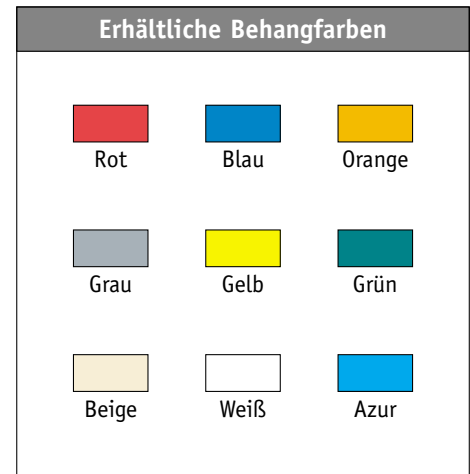 Erhältliche Behangfarben
Rot Blau Orange
Grau Gelb Grün
Beige Weiß Azur